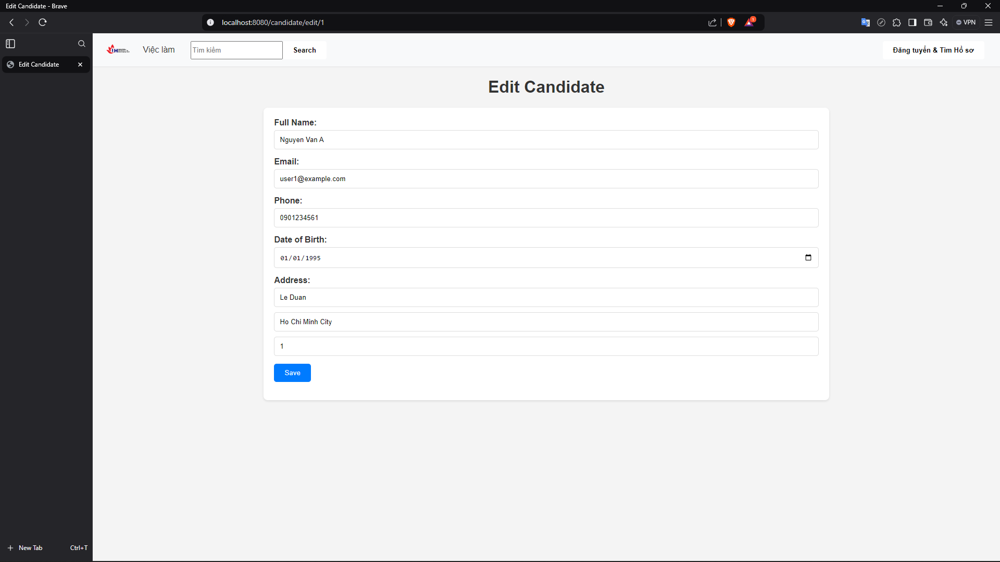 Edit Candidate - Brave
localhost:8080/candidate/edit/1
1
VPN
Edit Candidate
Việc làm
Tìm kiếm
Search
Đăng tuyển & Tìm Hồ sơ
Edit Candidate
Full Name:
Nguyen Van A
Email:
user1@example.com
Phone:
0901234561
Date of Birth:
01/01/1995
Address:
Le Duan
Ho Chi Minh City
1
Save
New Tab
Ctrl+T